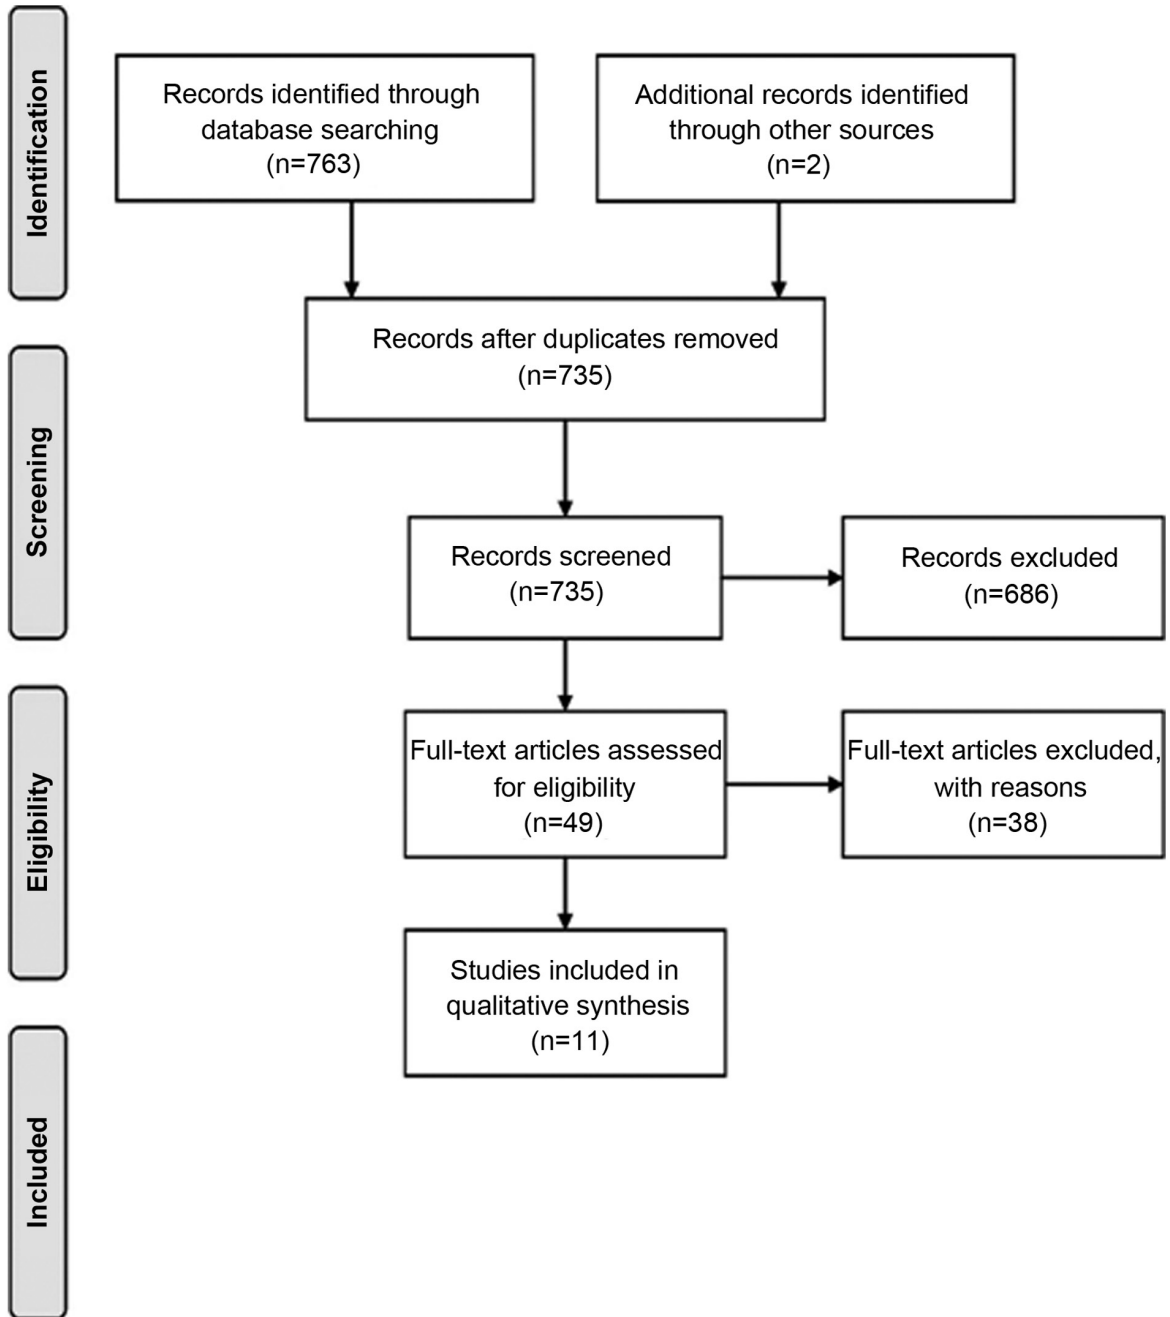 Identification
Records identified through
database searching
(n=763)
Additional records identified
through other sources
(n=2)
Records after duplicates removed
(n=735)
Screening
Records screened
(n=735)
Records excluded
(n=686)
Eligibility
Full-text articles assessed
for eligibility
(n=49)
Full-text articles excluded,
with reasons
(n=38)
Studies included in
qualitative synthesis
(n=11)
Included